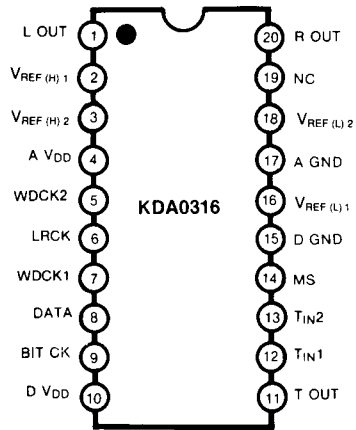 L OUT 1 20 R OUT
VREF (H) 1 2 19 NC
VREF (H) 2 3 18 VREF (L) 2
A VDD 4 17 A GND
WDCK2 5 16 VREF (L) 1
KDA0316
LRCK 6 15 D GND
WDCK1 7 14 MS
DATA 8 13 TIN2
BIT CK 9 12 TIN1
D VDD 10 11 T OUT